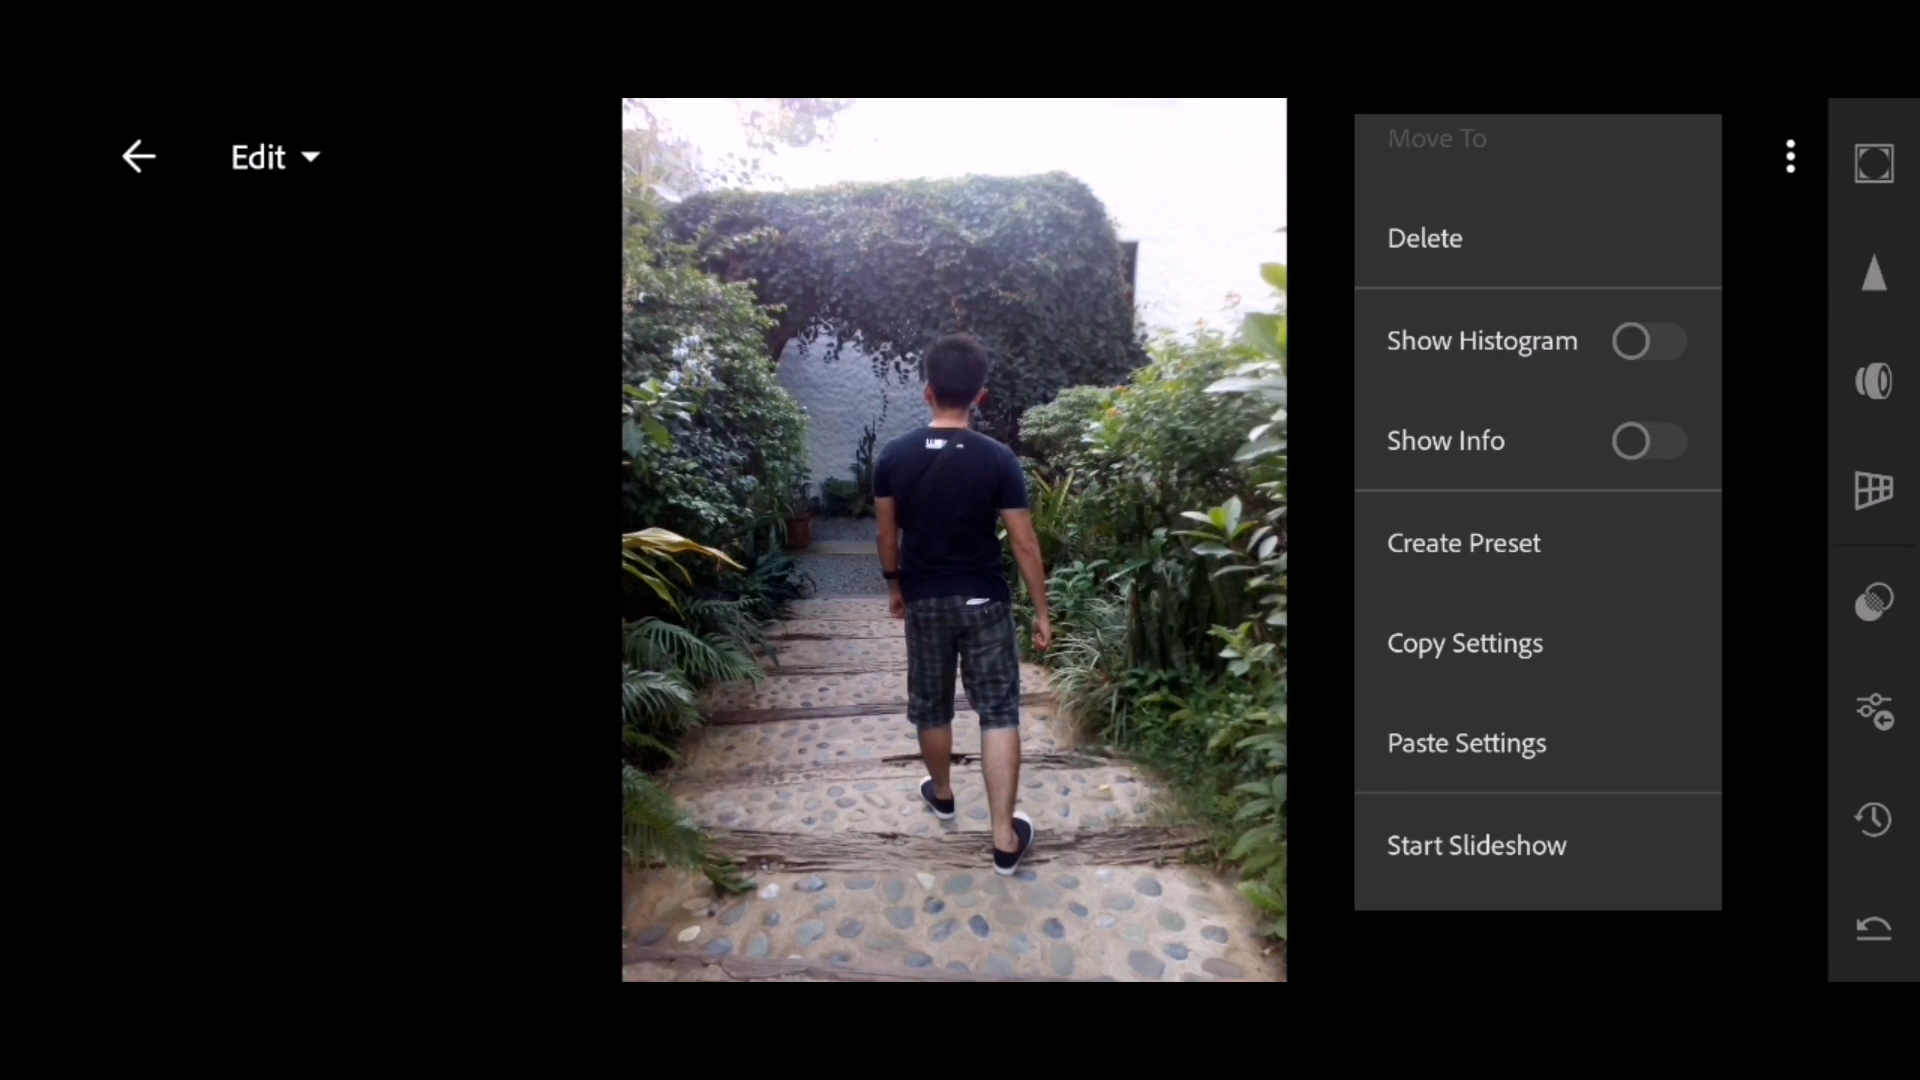 Edit
Move To
Delete
Show Histogram
Show Info
Create Preset
Copy Settings
Paste Settings
Start Slideshow